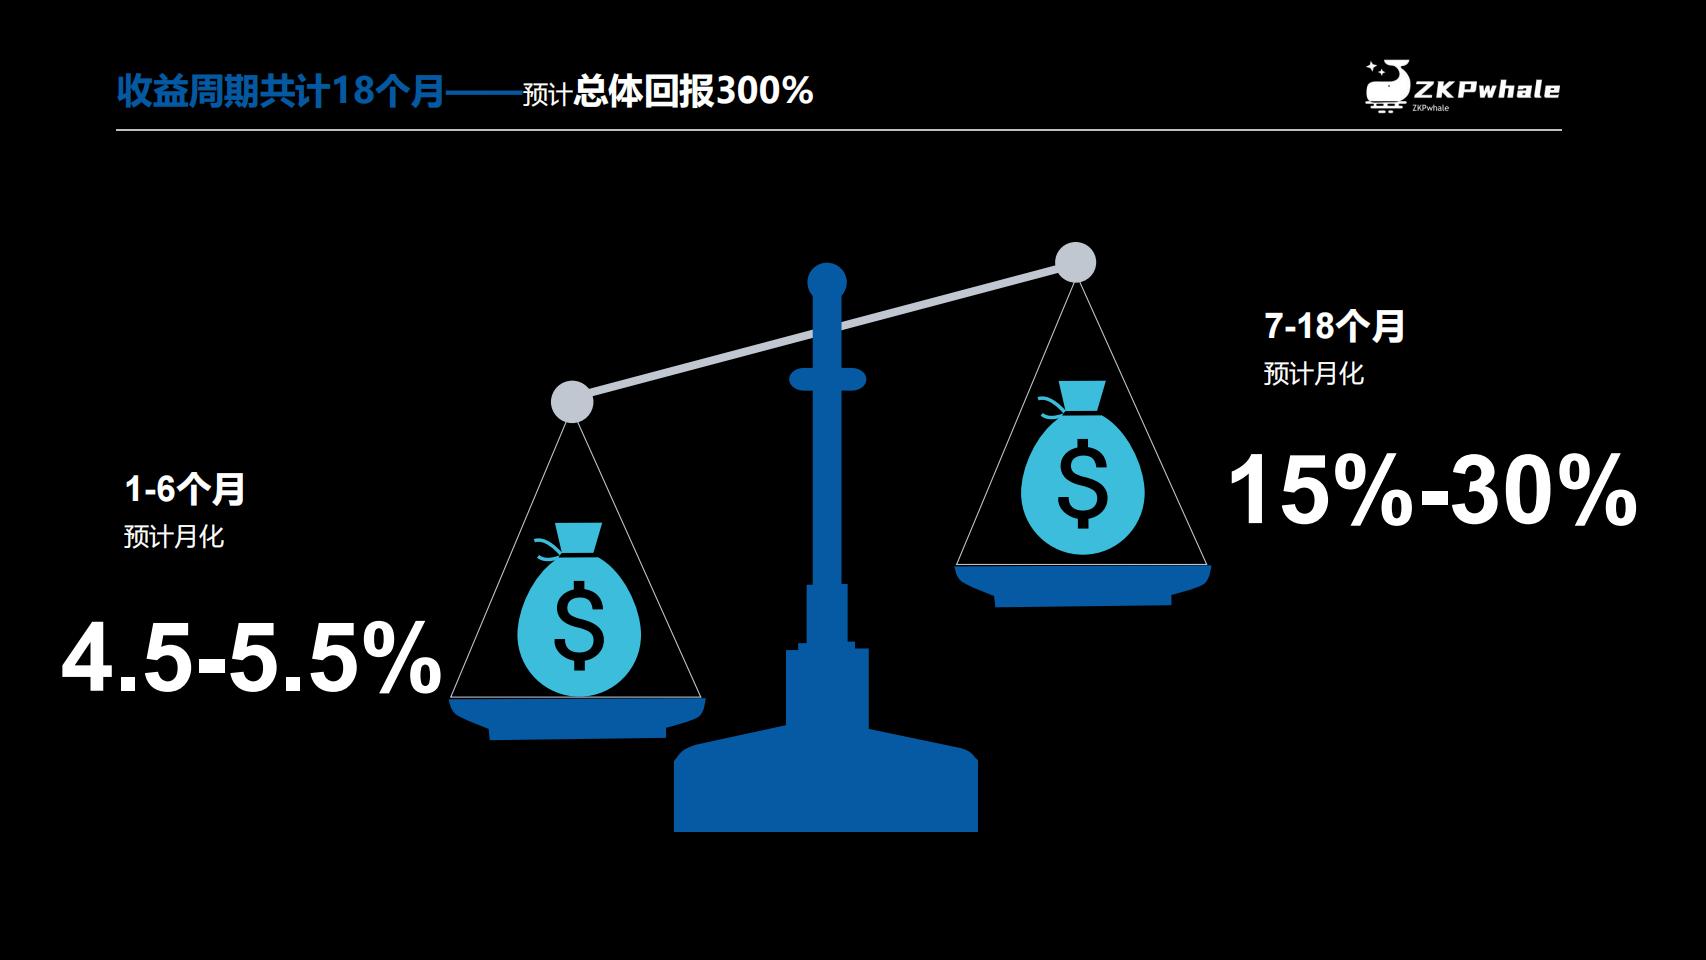 收益周期共计18个月——预计总体回报300%
ZKPwhale
ZKPwhale
7-18个月
预计月化
15%-30%
1-6个月
预计月化
4.5-5.5%
$
$